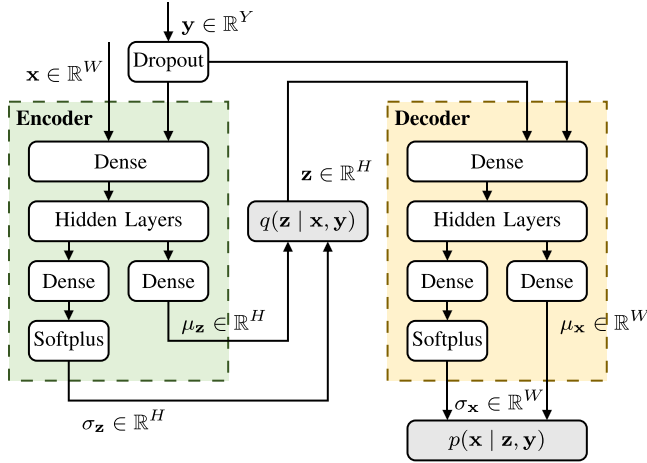 𝐲 ∈ ℝ^Y
Dropout
𝐱 ∈ ℝ^W
Encoder
Dense
Hidden Layers
Dense
Dense
Softplus
μ_𝐳 ∈ ℝ^H
σ_𝐳 ∈ ℝ^H
𝐳 ∈ ℝ^H
q(𝐳 | 𝐱, 𝐲)
Decoder
Dense
Hidden Layers
Dense
Dense
Softplus
μ_𝐱 ∈ ℝ^W
σ_𝐱 ∈ ℝ^W
p(𝐱 | 𝐳, 𝐲)